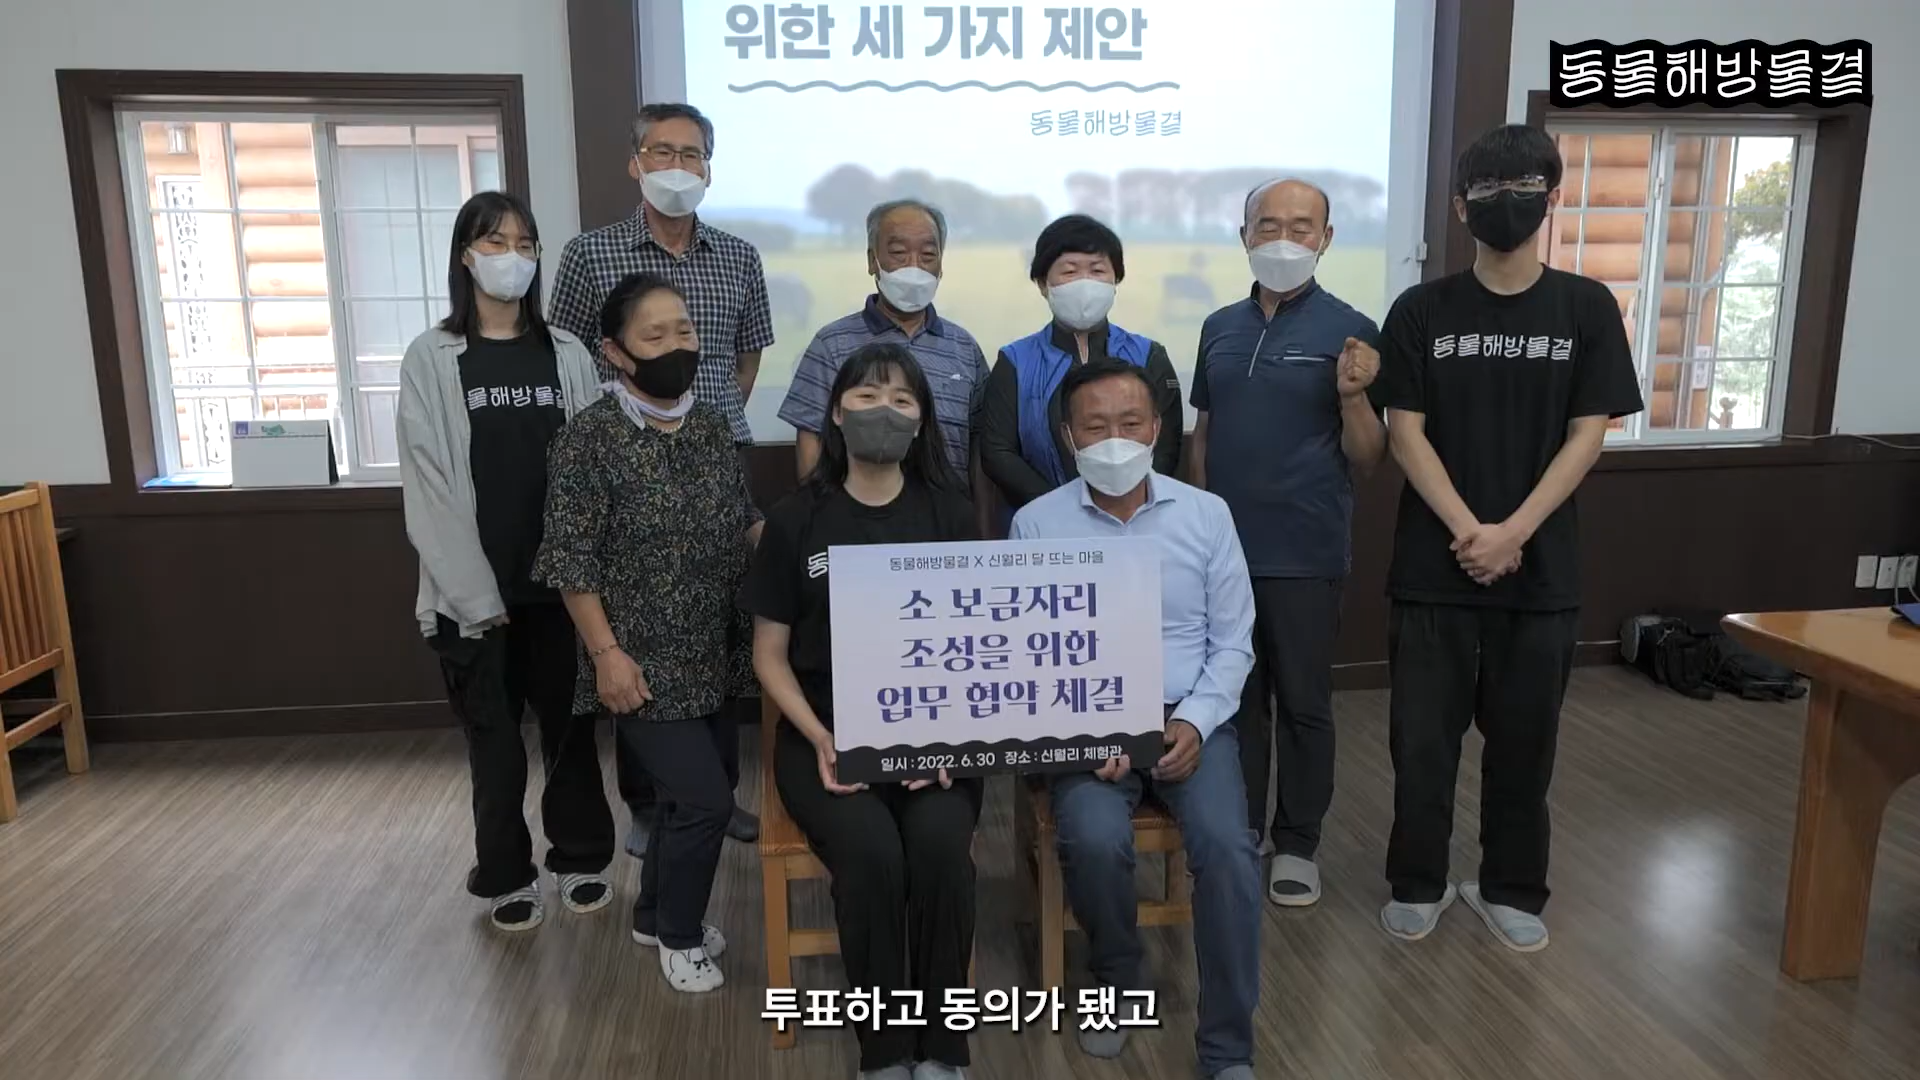 위한 세 가지 제안
동물해방물결
동물해방물결
동물해방물결
물해방물결
동
동물해방물결 X 신월리 달 뜨는 마을
소 보금자리
조성을 위한
업무 협약 체결
일시 : 2022. 6. 30 장소 : 신월리 체험관
투표하고 동의가 됐고